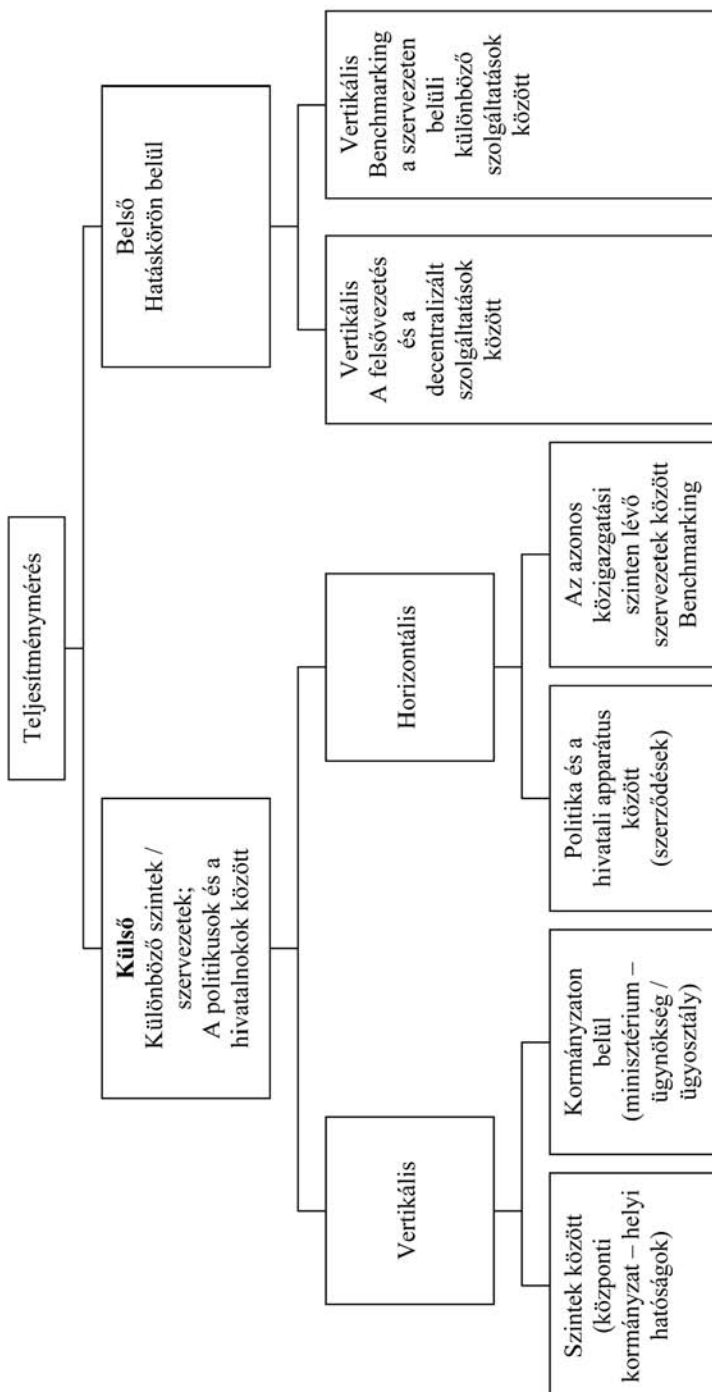 Teljesítménymérés
Külső
Különböző szintek /
szervezetek;
A politikusok és a
hivatalnokok között
Belső
Hatáskörön belül
Vertikális
Horizontális
Szintek között
(központi
kormányzat – helyi
hatóságok)
Kormányzaton
belül
(minisztérium –
ügynökség /
ügyosztály)
Politika és a
hivatali apparátus
között
(szerződések)
Az azonos
közigazgatási
szinten lévő
szervezetek között
Benchmarking
Vertikális
A felsővezetés
és a
decentralizált
szolgáltatások
között
Vertikális
Benchmarking
a szervezeten
belüli
különböző
szolgáltatások
között